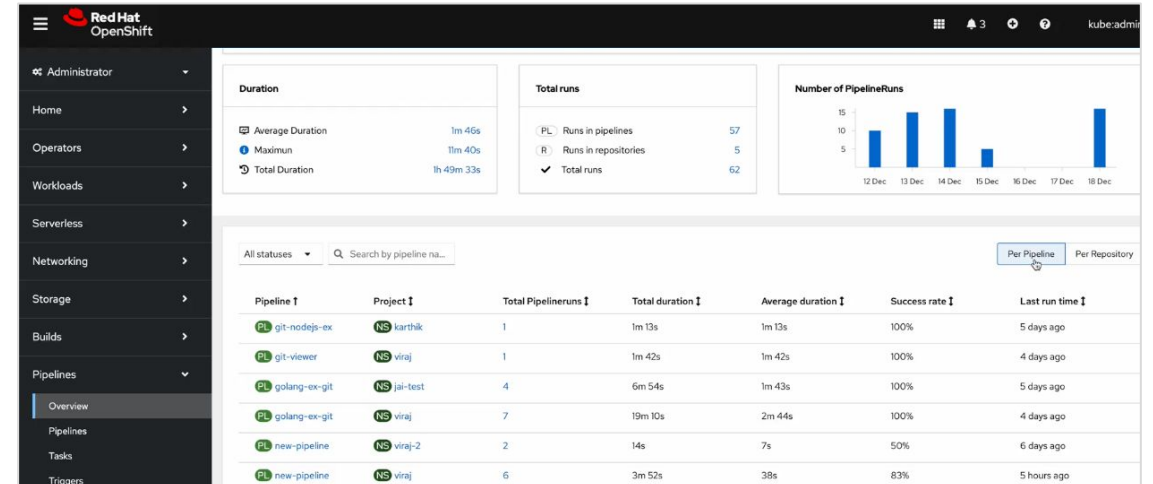 Red Hat
OpenShift
3
kube:admin
Administrator
Home
Operators
Workloads
Serverless
Networking
Storage
Builds
Pipelines
Overview
Pipelines
Tasks
Triggers
Duration
Average Duration 1m 46s
Maximun 11m 40s
Total Duration 1h 49m 33s
Total runs
PL Runs in pipelines 57
R Runs in repositories 5
Total runs 62
Number of PipelineRuns
15
10
5
12 Dec 13 Dec 14 Dec 15 Dec 16 Dec 17 Dec 18 Dec
All statuses Search by pipeline na...
Per Pipeline Per Repository
Pipeline Project Total Pipelineruns Total duration Average duration Success rate Last run time
PL git-nodejs-ex NS karthik 1 1m 13s 1m 13s 100% 5 days ago
PL git-viewer NS viraj 1 1m 42s 1m 42s 100% 4 days ago
PL golang-ex-git NS jai-test 4 6m 54s 1m 43s 100% 5 days ago
PL golang-ex-git NS viraj 7 19m 10s 2m 44s 100% 4 days ago
PL new-pipeline NS viraj-2 2 14s 7s 50% 6 days ago
PL new-pipeline NS viraj 6 3m 52s 38s 83% 5 hours ago